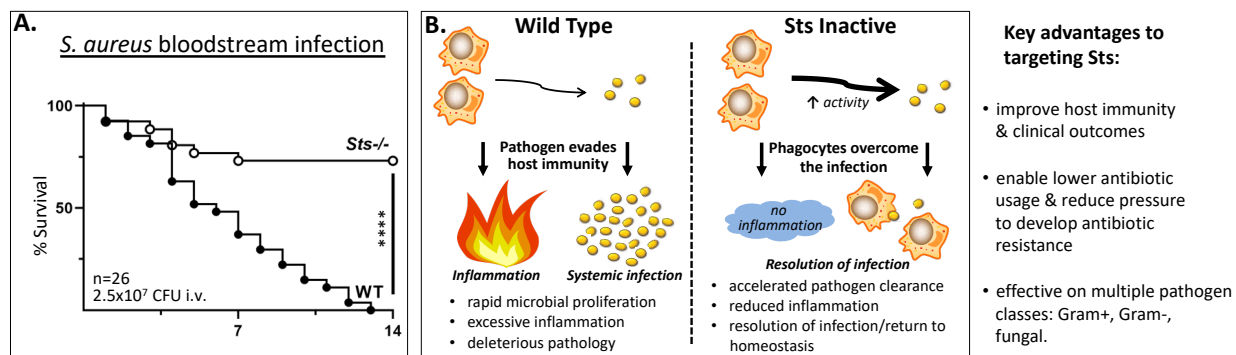 A.
S. aureus bloodstream infection
100
50
% Survival
Sts-/-
****
n=26
2.5x10⁷ CFU i.v.
WT
7
14
B.
Wild Type
Pathogen evades
host immunity
Inflammation
Systemic infection
• rapid microbial proliferation
• excessive inflammation
• deleterious pathology
Sts Inactive
↑ activity
Phagocytes overcome
the infection
no
inflammation
Resolution of infection
• accelerated pathogen clearance
• reduced inflammation
• resolution of infection/return to
homeostasis
Key advantages to
targeting Sts:
• improve host immunity
& clinical outcomes
• enable lower antibiotic
usage & reduce pressure
to develop antibiotic
resistance
• effective on multiple pathogen
classes: Gram+, Gram-,
fungal.